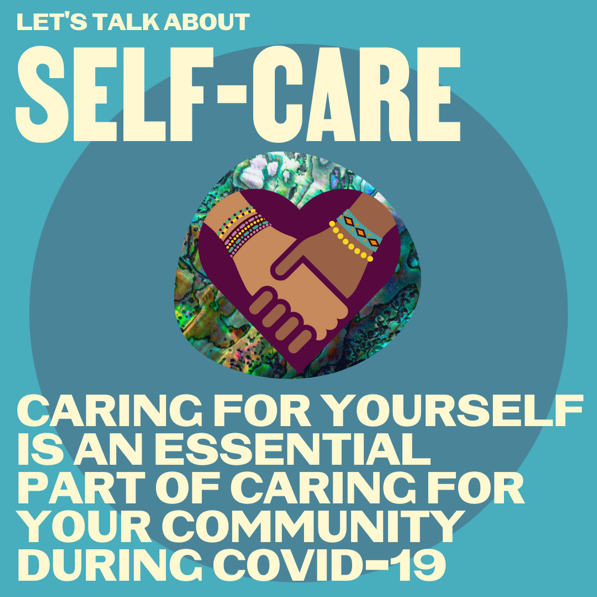 LET'S TALK ABOUT
SELF-CARE
CARING FOR YOURSELF
IS AN ESSENTIAL
PART OF CARING FOR
YOUR COMMUNITY
DURING COVID-19